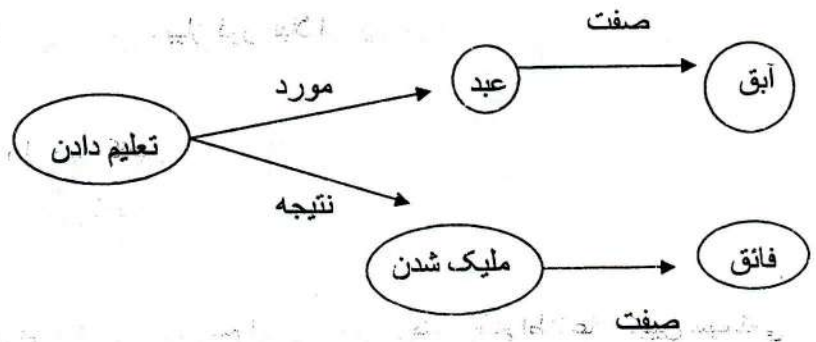 صفت
عبد
آبق
مورد
تعلیم دادن
نتیجه
ملیک شدن
فائق
صفت